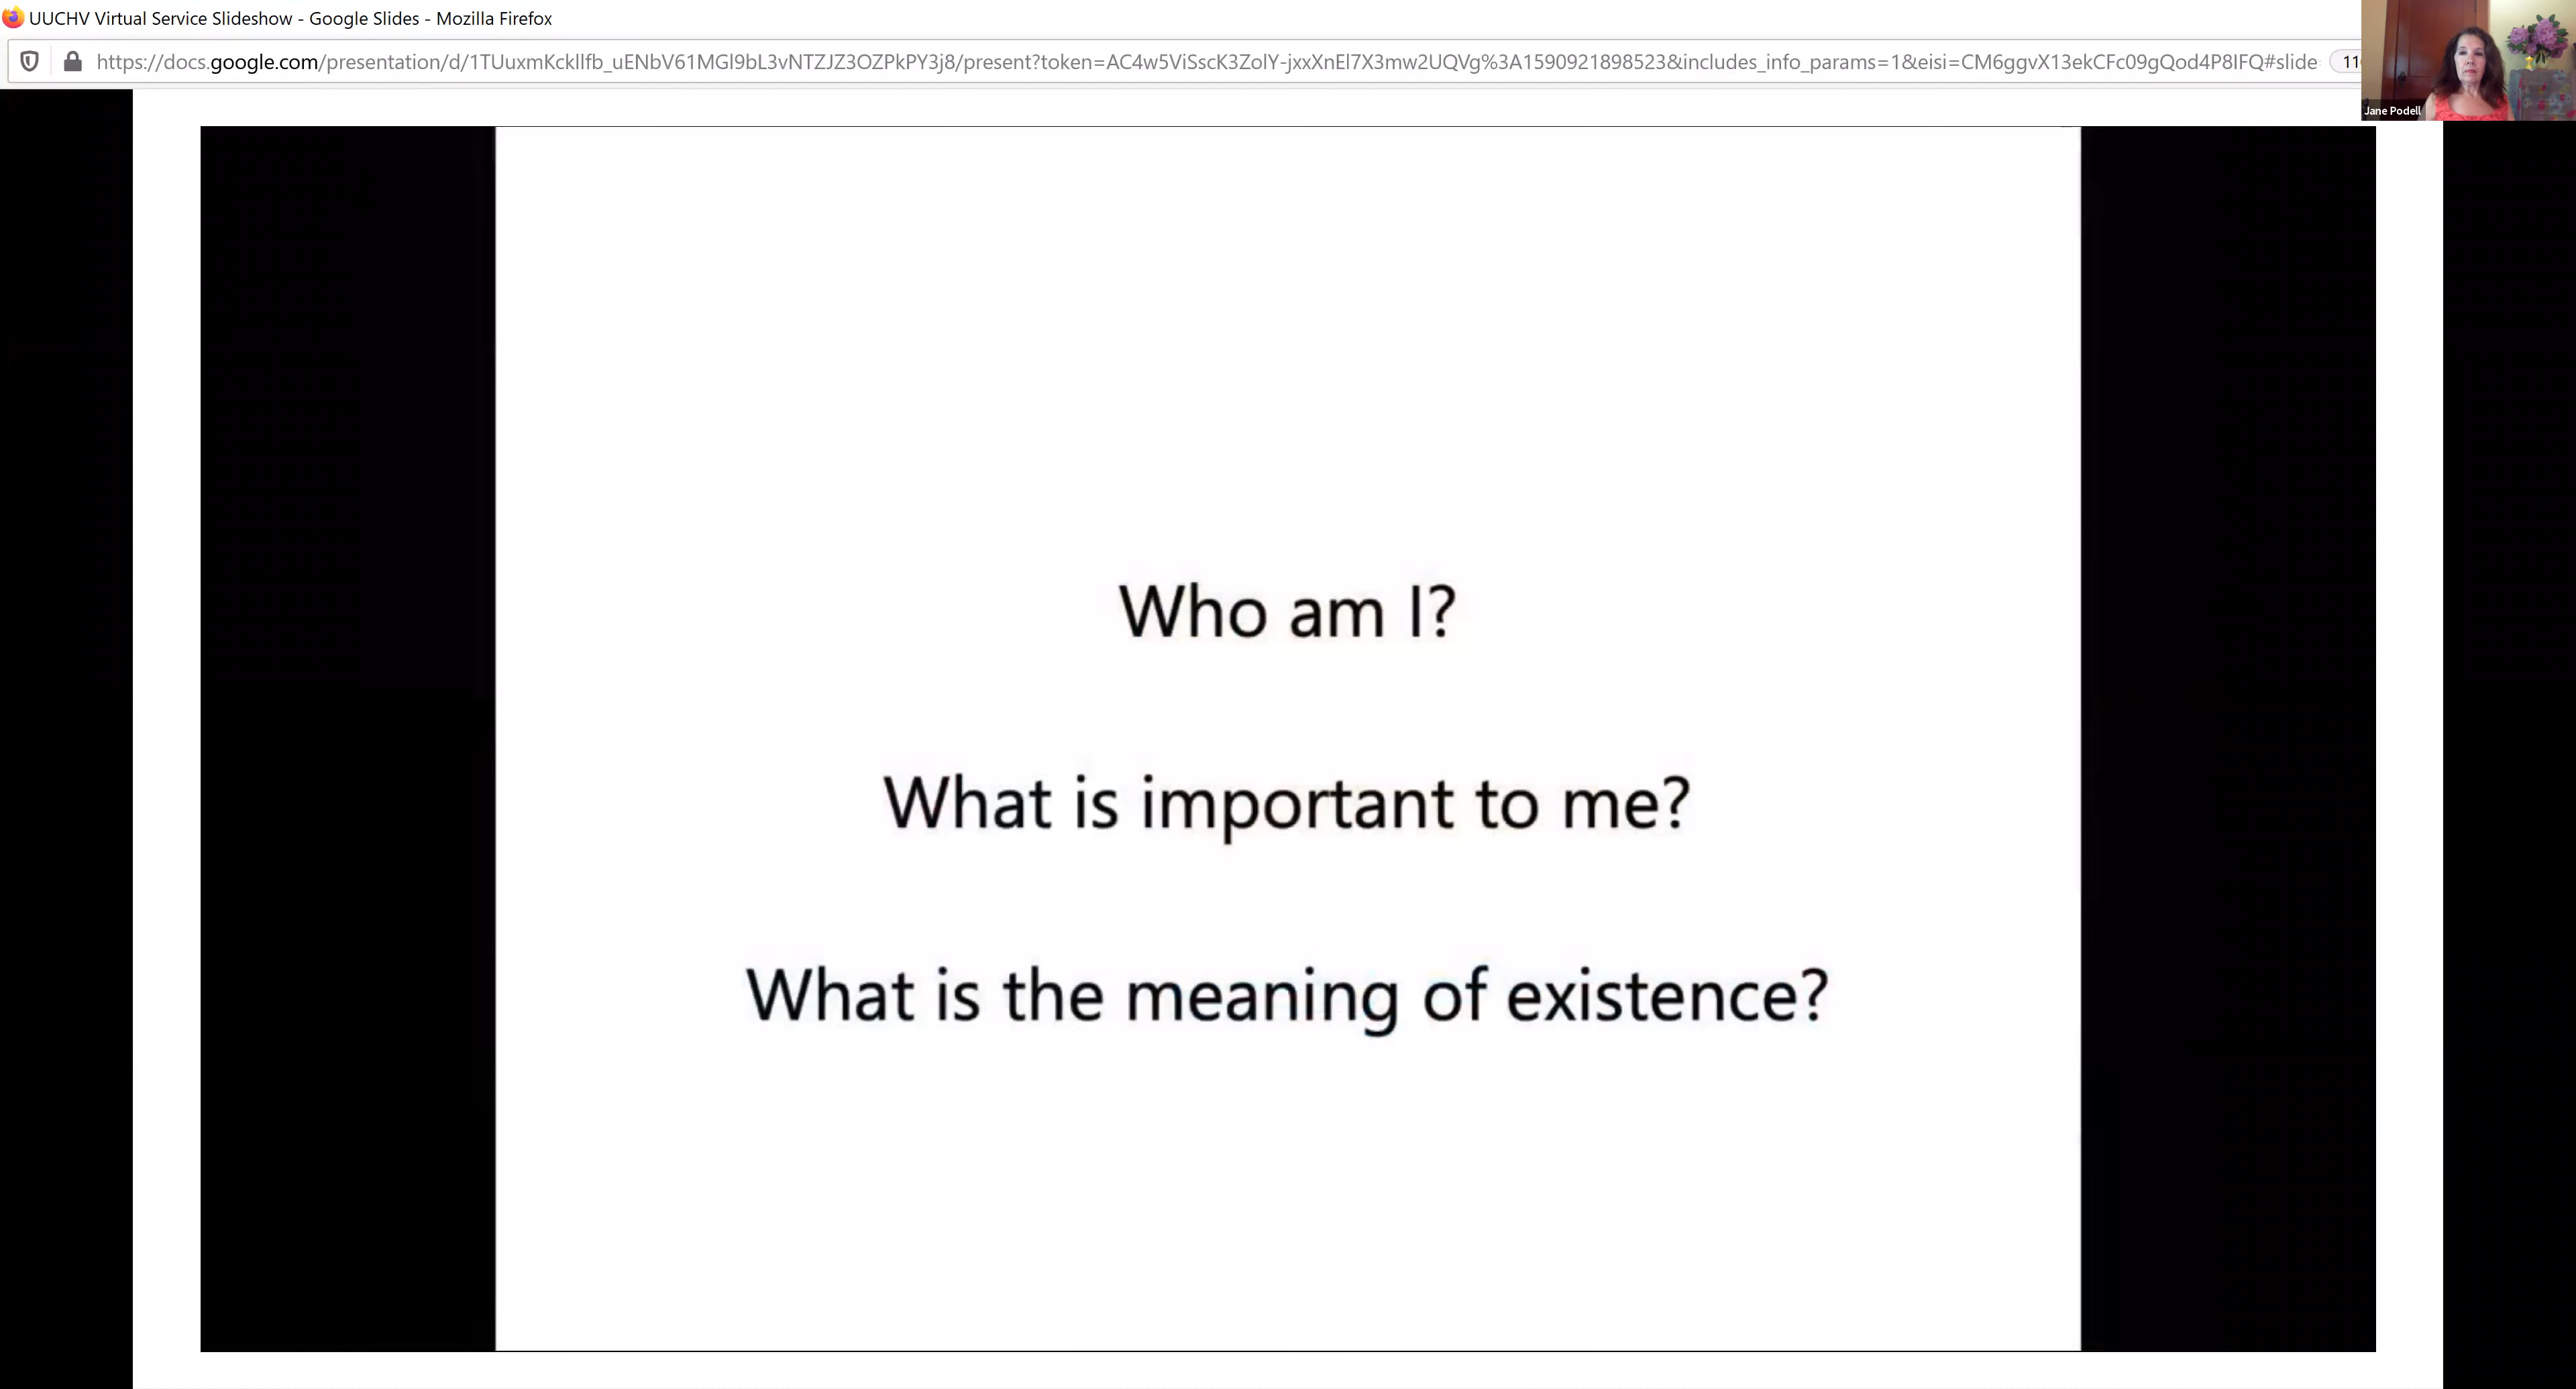 UUCHV Virtual Service Slideshow - Google Slides - Mozilla Firefox
https://docs.google.com/presentation/d/1TUuxmKckllfb_uENbV61MGl9bL3vNTZJZ3OZPkPY3j8/present?token=AC4w5ViSscK3ZolY-jxxXnEl7X3mw2UQVg%3A1590921898523&includes_info_params=1&eisi=CM6ggvX13ekCFc09gQod4P8IFQ#slide
Jane Podell
Who am I?
What is important to me?
What is the meaning of existence?